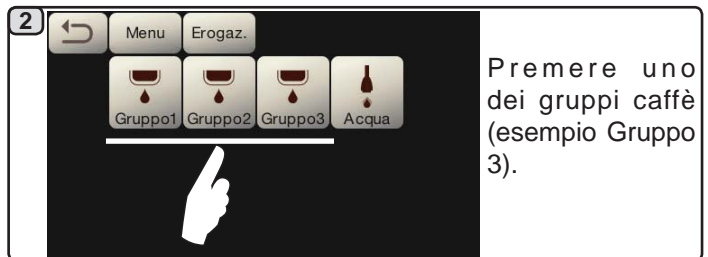 2
Menu Erogaz.
Gruppo1 Gruppo2 Gruppo3 Acqua
Premere uno
dei gruppi caffè
(esempio Gruppo
3).